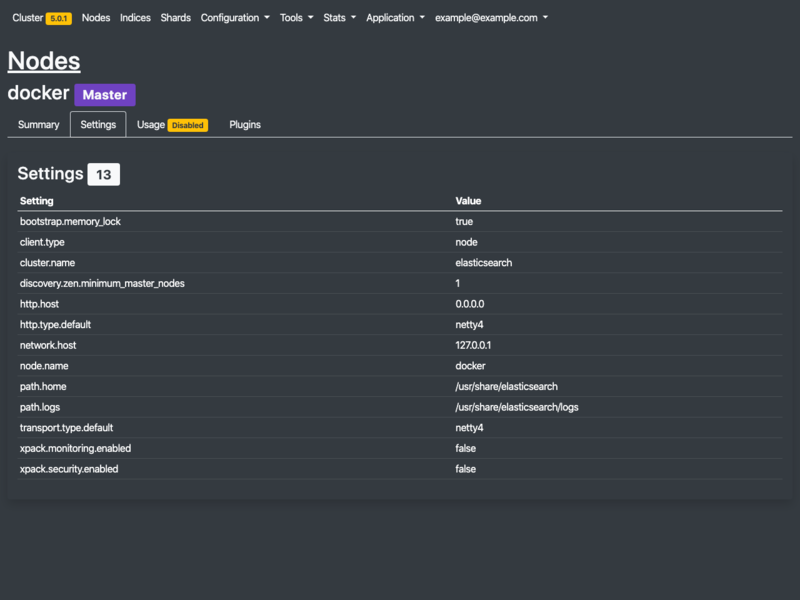 Cluster 5.0.1 Nodes Indices Shards Configuration Tools Stats Application example@example.com
Nodes
docker Master
Summary Settings Usage Disabled Plugins
Settings 13
Setting Value
bootstrap.memory_lock true
client.type node
cluster.name elasticsearch
discovery.zen.minimum_master_nodes 1
http.host 0.0.0.0
http.type.default netty4
network.host 127.0.0.1
node.name docker
path.home /usr/share/elasticsearch
path.logs /usr/share/elasticsearch/logs
transport.type.default netty4
xpack.monitoring.enabled false
xpack.security.enabled false